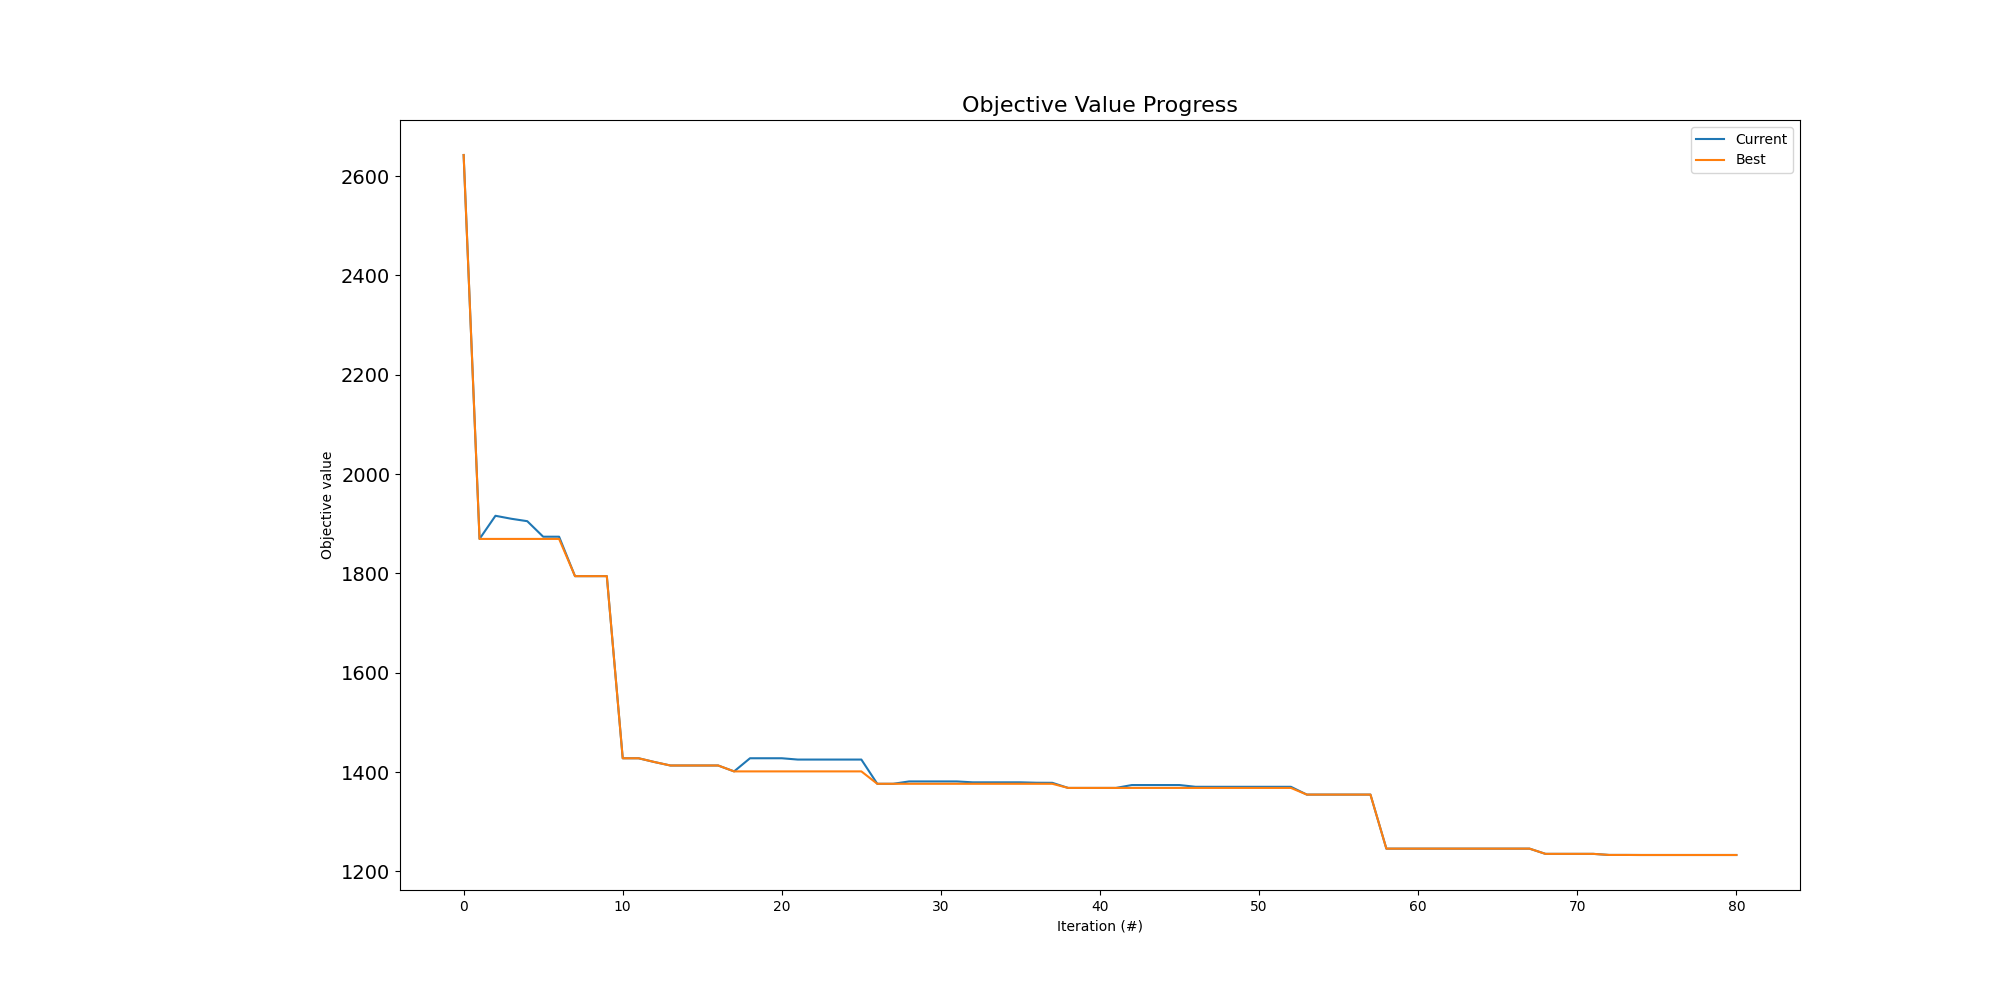 Objective Value Progress
Current
Best
2600
2400
2200
2000
1800
1600
1400
1200
Objective value
0 10 20 30 40 50 60 70 80
Iteration (#)